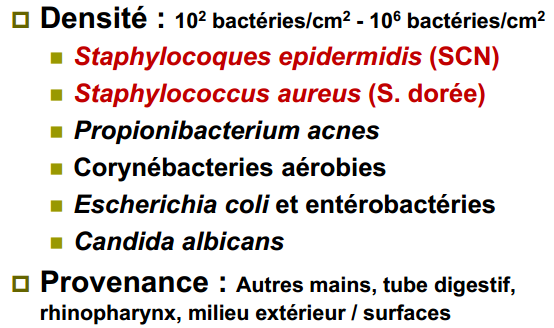 Densité : 10² bactéries/cm² - 10⁶ bactéries/cm²
Staphylocoques epidermidis (SCN)
Staphylococcus aureus (S. dorée)
Propionibacterium acnes
Corynébacteries aérobies
Escherichia coli et entérobactéries
Candida albicans
Provenance : Autres mains, tube digestif,
rhinopharynx, milieu extérieur / surfaces